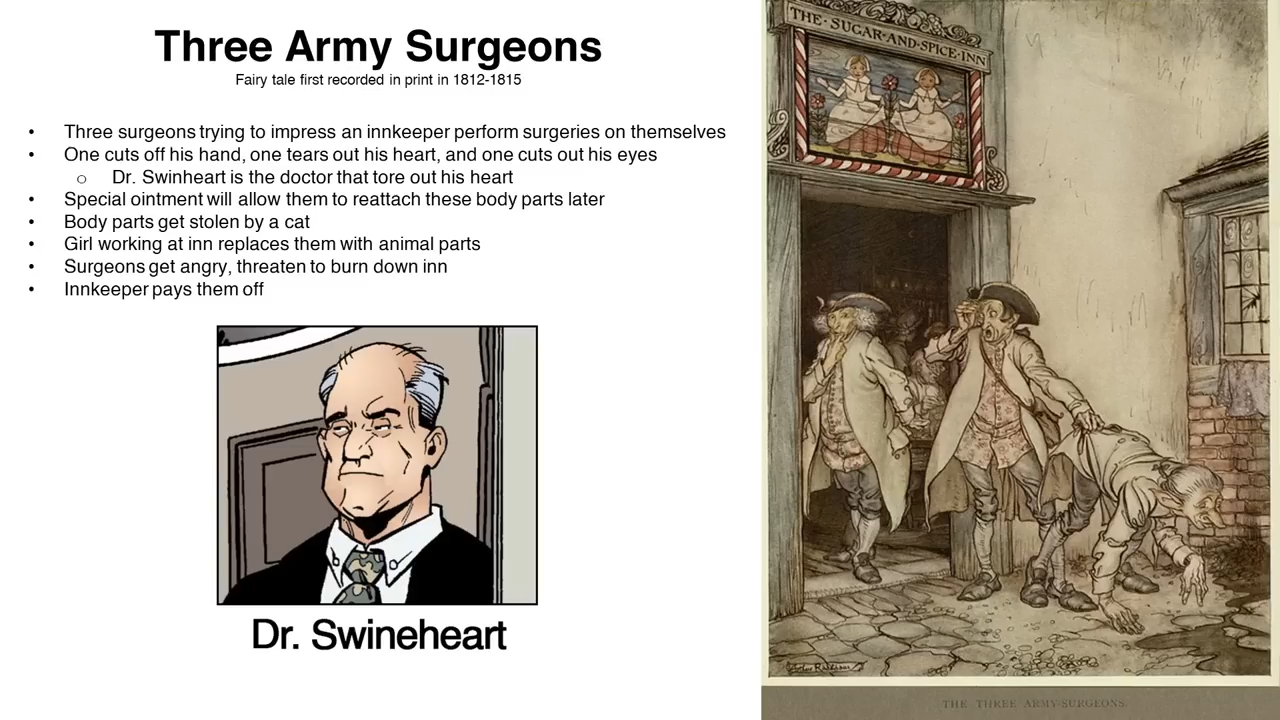 Three Army Surgeons
Fairy tale first recorded in print in 1812-1815
• Three surgeons trying to impress an innkeeper perform surgeries on themselves
• One cuts off his hand, one tears out his heart, and one cuts out his eyes
○ Dr. Swinheart is the doctor that tore out his heart
• Special ointment will allow them to reattach these body parts later
• Body parts get stolen by a cat
• Girl working at inn replaces them with animal parts
• Surgeons get angry, threaten to burn down inn
• Innkeeper pays them off
Dr. Swineheart
THE·SUGAR·AND·SPICE·INN
Arthur Rackham
THE THREE ARMY-SURGEONS.